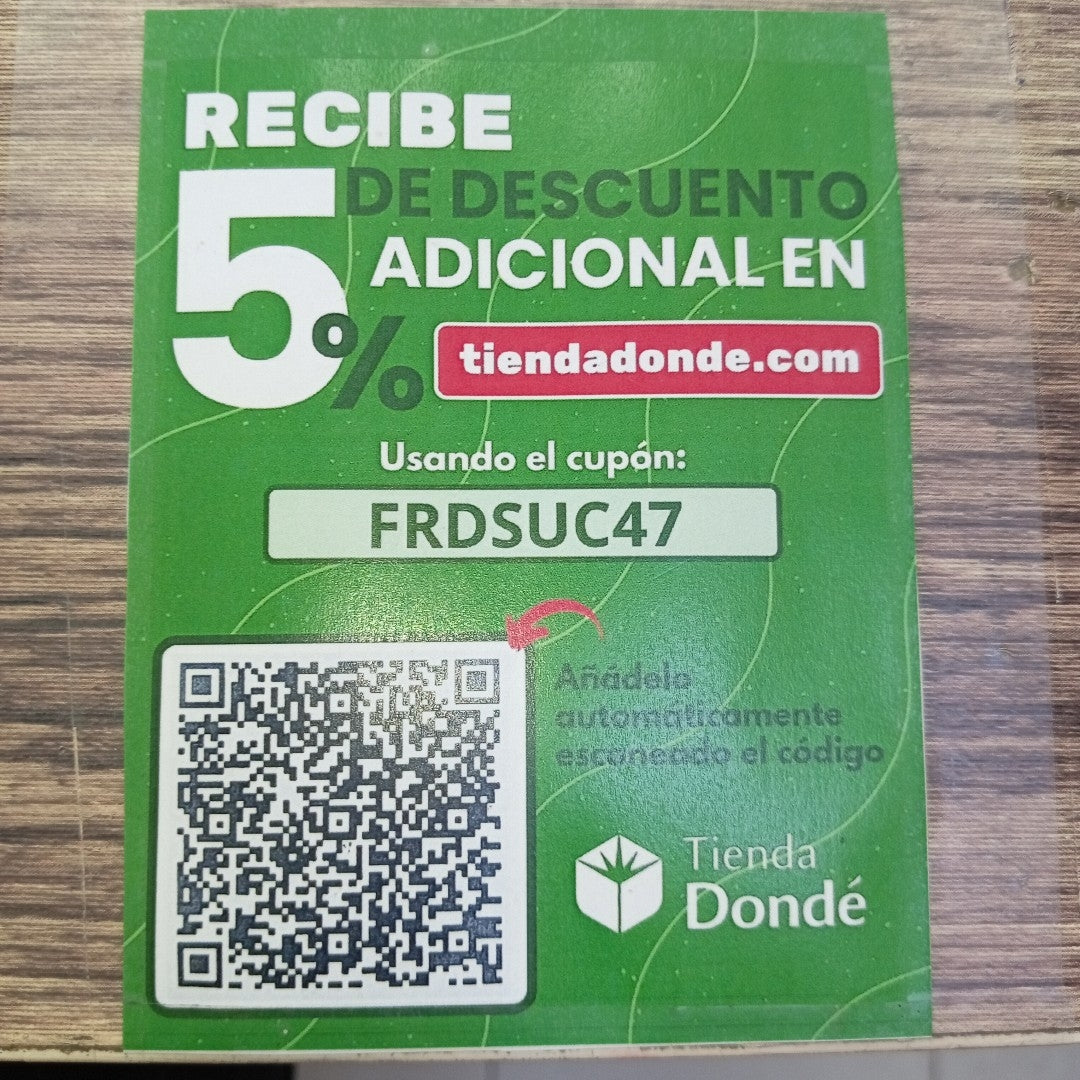 RECIBE
5% DE DESCUENTO
ADICIONAL EN
tiendadonde.com
Usando el cupón:
FRDSUC47
Añádelo
automáticamente
escaneado el código
Tienda
Dondé